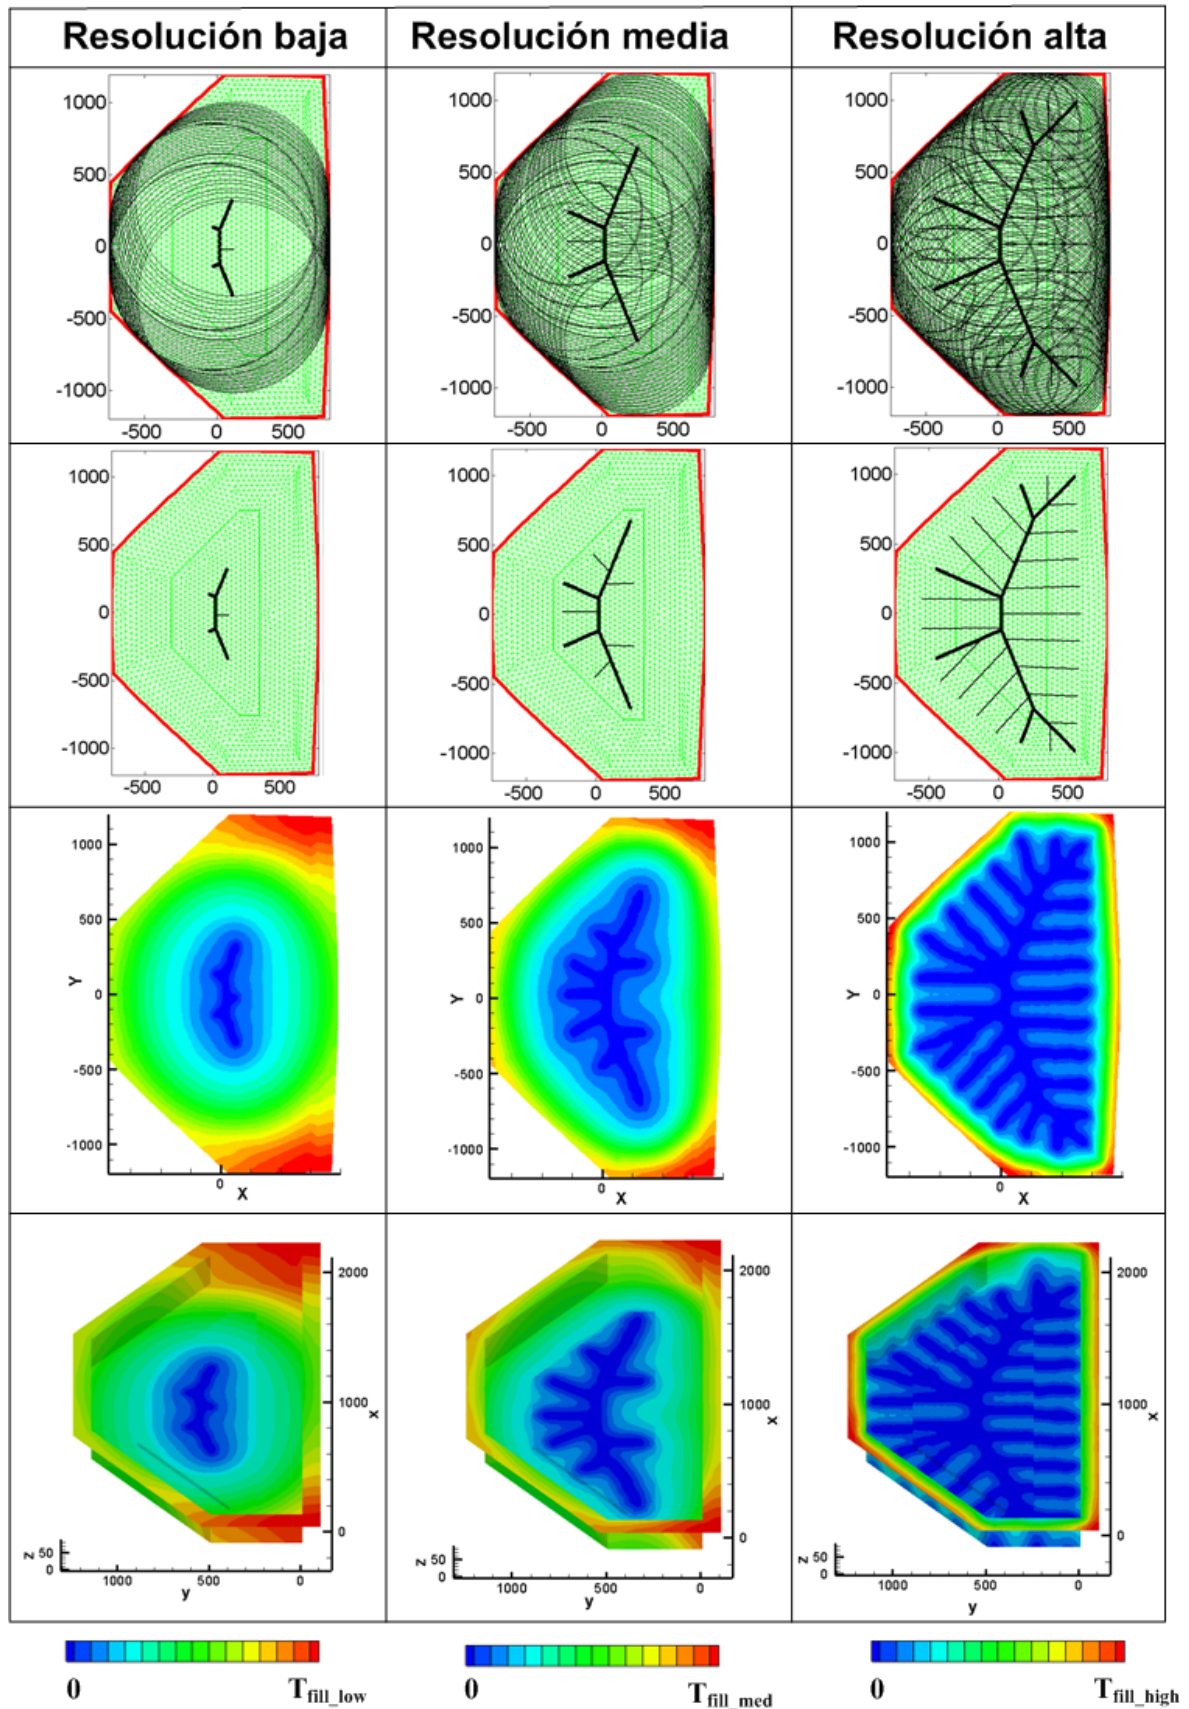 Resolución baja Resolución media Resolución alta
1000 1000 1000
500 500 500
0 0 0
-500 -500 -500
-1000 -1000 -1000
-500 0 500 -500 0 500 -500 0 500
1000 1000 1000
500 500 500
0 0 0
-500 -500 -500
-1000 -1000 -1000
-500 0 500 -500 0 500 -500 0 500
1000 1000 1000
500 500 500
Y 0 Y 0 Y 0
-500 -500 -500
-1000 -1000 -1000
0 0 0
X X X
2000 2000 2000
1000 x 1000 x 1000 x
0 0 0
z 50 0 z 50 0 z 50 0
1000 500 0 1000 500 0 1000 500 0
y y y
0 Tfill_low 0 Tfill_med 0 Tfill_high